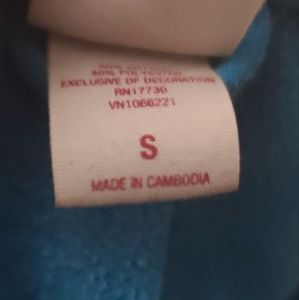 40% POLYESTER
EXCLUSIVE OF DECORATION
RN17730
VN1066221
S
MADE IN CAMBODIA